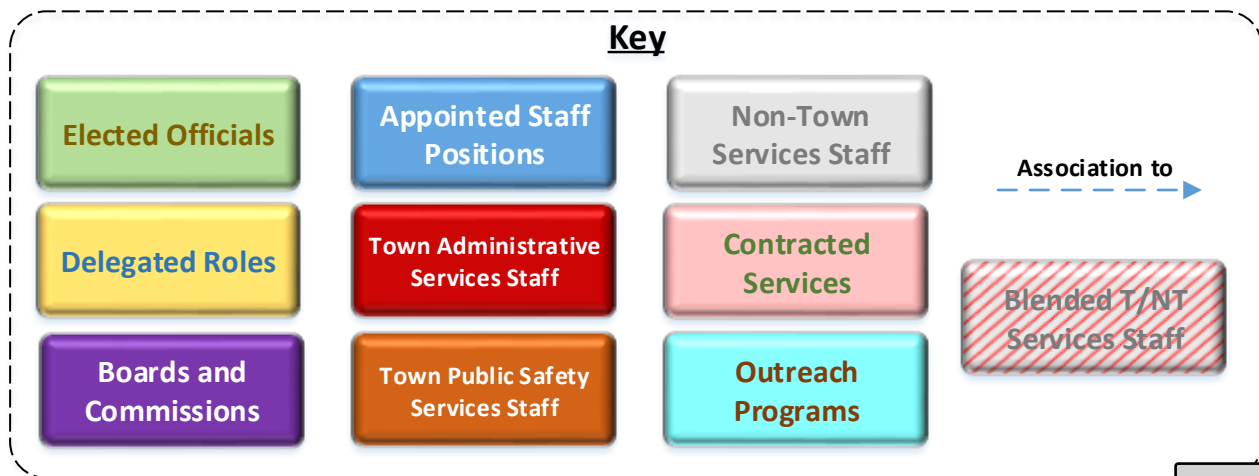 Key
Elected Officials
Appointed Staff
Positions
Non-Town
Services Staff
Association to
Delegated Roles
Town Administrative
Services Staff
Contracted
Services
Blended T/NT
Services Staff
Boards and
Commissions
Town Public Safety
Services Staff
Outreach
Programs